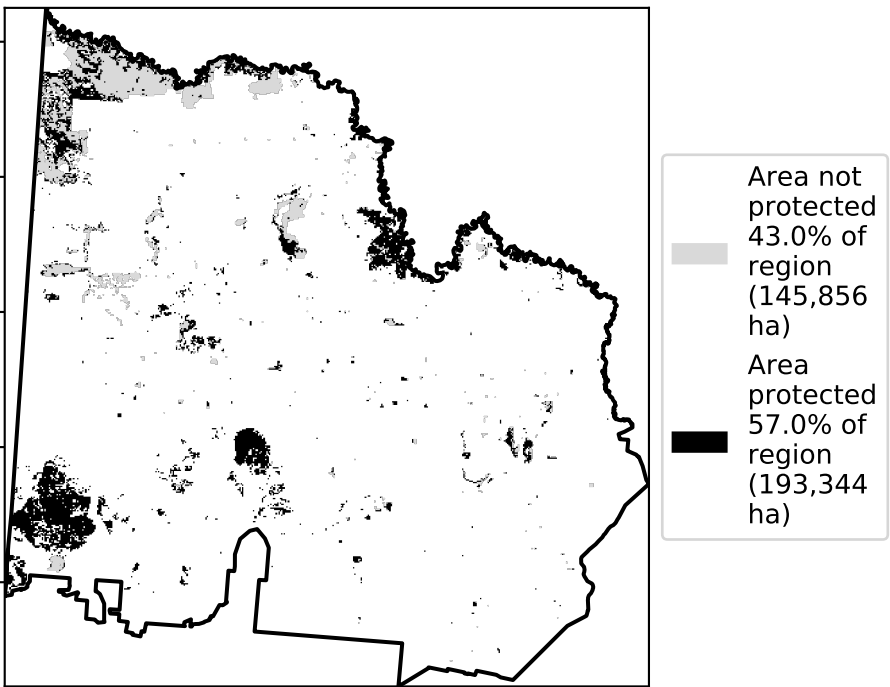 Area not
protected
43.0% of
region
(145,856
ha)
Area
protected
57.0% of
region
(193,344
ha)